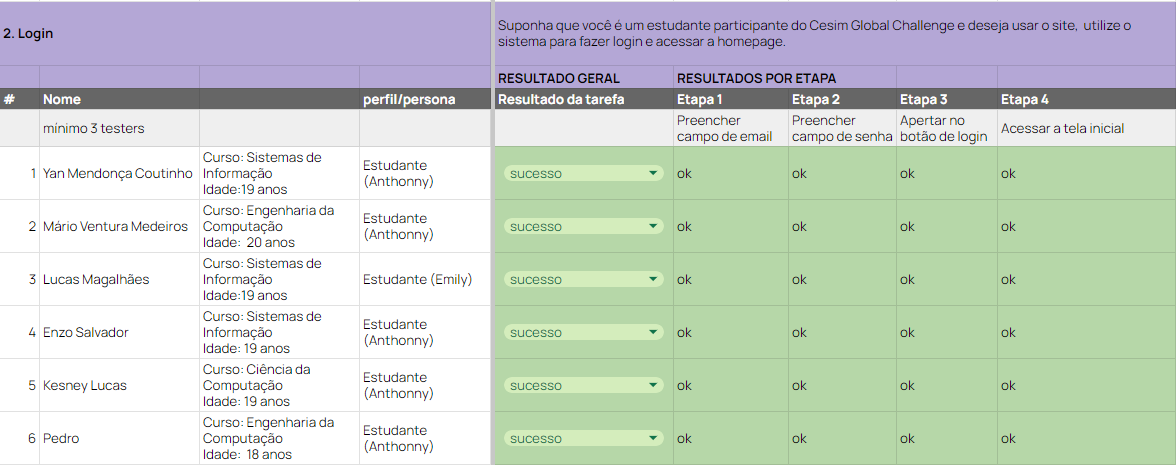 2. Login
Suponha que você é um estudante participante do Cesim Global Challenge e deseja usar o site,  utilize o
sistema para fazer login e acessar a homepage.
RESULTADO GERAL
RESULTADOS POR ETAPA
#
Nome
perfil/persona
Resultado da tarefa
Etapa 1
Etapa 2
Etapa 3
Etapa 4
mínimo 3 testers
Preencher
campo de email
Preencher
campo de senha
Apertar no
botão de login
Acessar a tela inicial
1
Yan Mendonça Coutinho
Curso: Sistemas de
Informação
Idade:19 anos
Estudante
(Anthonny)
sucesso
ok
ok
ok
ok
2
Mário Ventura Medeiros
Curso: Engenharia da
Computação
Idade:  20 anos
Estudante
(Anthonny)
sucesso
ok
ok
ok
ok
3
Lucas Magalhães
Curso: Sistemas de
Informação
Idade:19 anos
Estudante (Emily)
sucesso
ok
ok
ok
ok
4
Enzo Salvador
Curso: Sistemas de
Informação
Idade: 19 anos
Estudante
(Anthonny)
sucesso
ok
ok
ok
ok
5
Kesney Lucas
Curso: Ciência da
Computação
Idade: 19 anos
Estudante
(Anthonny)
sucesso
ok
ok
ok
ok
6
Pedro
Curso: Engenharia da
Computação
Idade:  18 anos
Estudante
(Anthonny)
sucesso
ok
ok
ok
ok